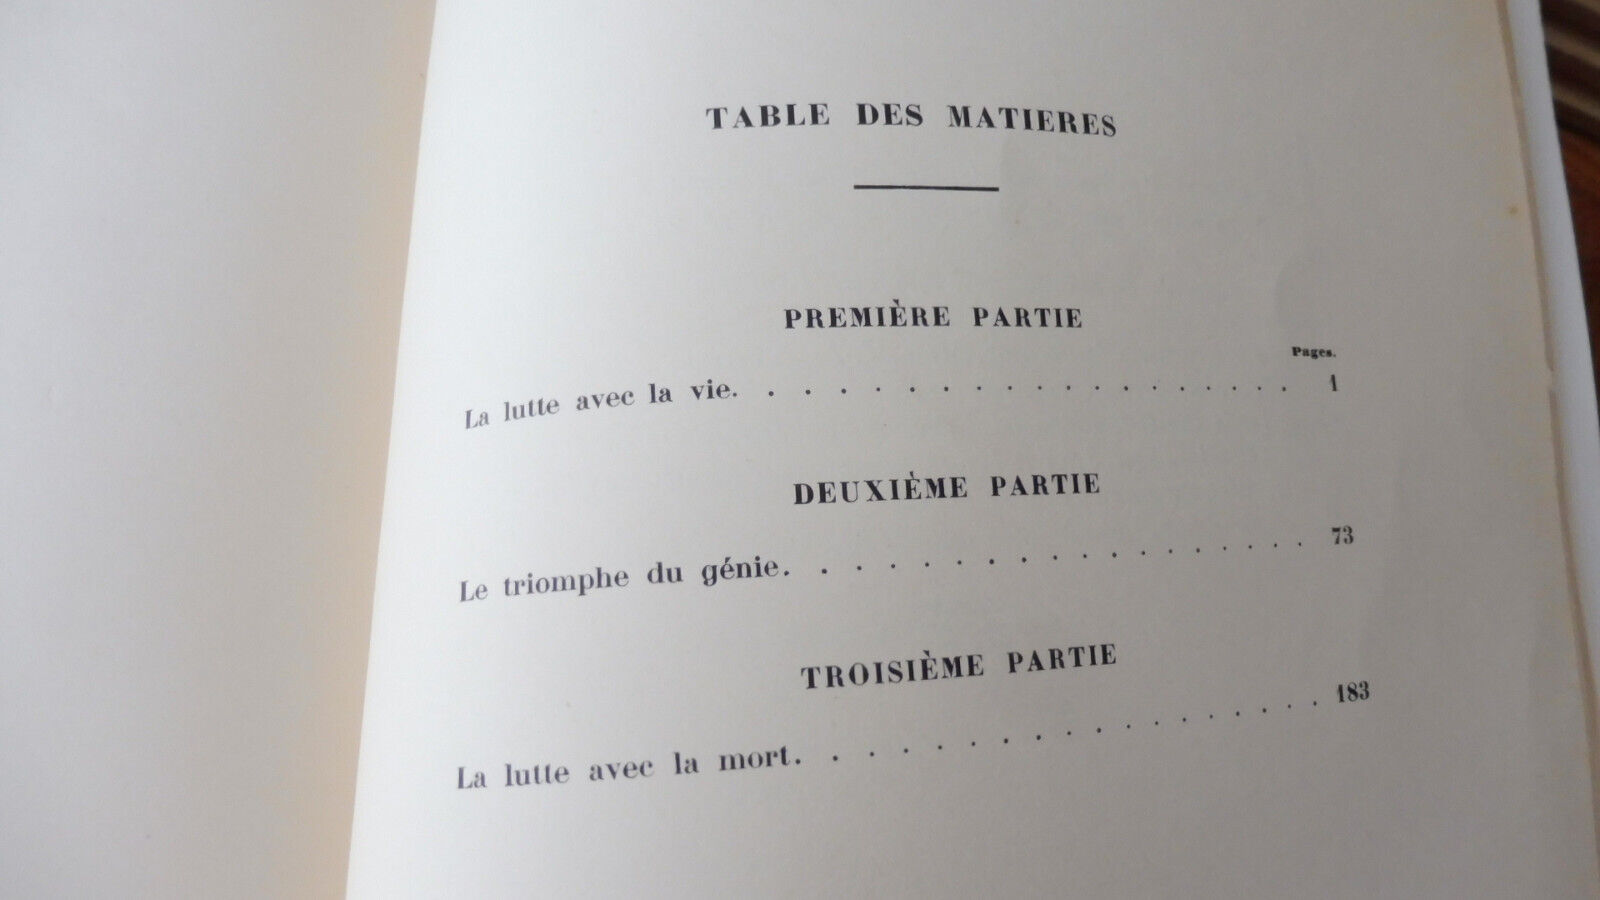 TABLE DES MATIERES
PREMIÈRE PARTIE
Pages.
La lutte avec la vie. . . . . . . . . . . . . . . . . 1
DEUXIÈME PARTIE
Le triomphe du génie. . . . . . . . . . . . . . . . 73
TROISIÈME PARTIE
La lutte avec la mort. . . . . . . . . . . . . . . . 183